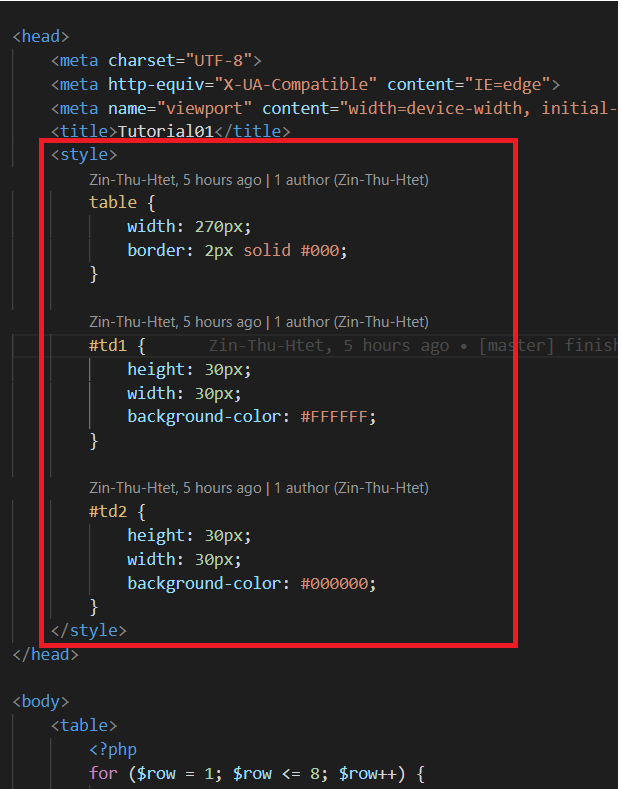 <head>
<meta charset="UTF-8">
<meta http-equiv="X-UA-Compatible" content="IE=edge">
<meta name="viewport" content="width=device-width, initial-
<title>Tutorial01</title>
<style>
Zin-Thu-Htet, 5 hours ago | 1 author (Zin-Thu-Htet)
table {
width: 270px;
border: 2px solid #000;
}
Zin-Thu-Htet, 5 hours ago | 1 author (Zin-Thu-Htet)
#td1 { Zin-Thu-Htet, 5 hours ago • [master] finish
height: 30px;
width: 30px;
background-color: #FFFFFF;
}
Zin-Thu-Htet, 5 hours ago | 1 author (Zin-Thu-Htet)
#td2 {
height: 30px;
width: 30px;
background-color: #000000;
}
</style>
</head>
<body>
<table>
<?php
for ($row = 1; $row <= 8; $row++) {